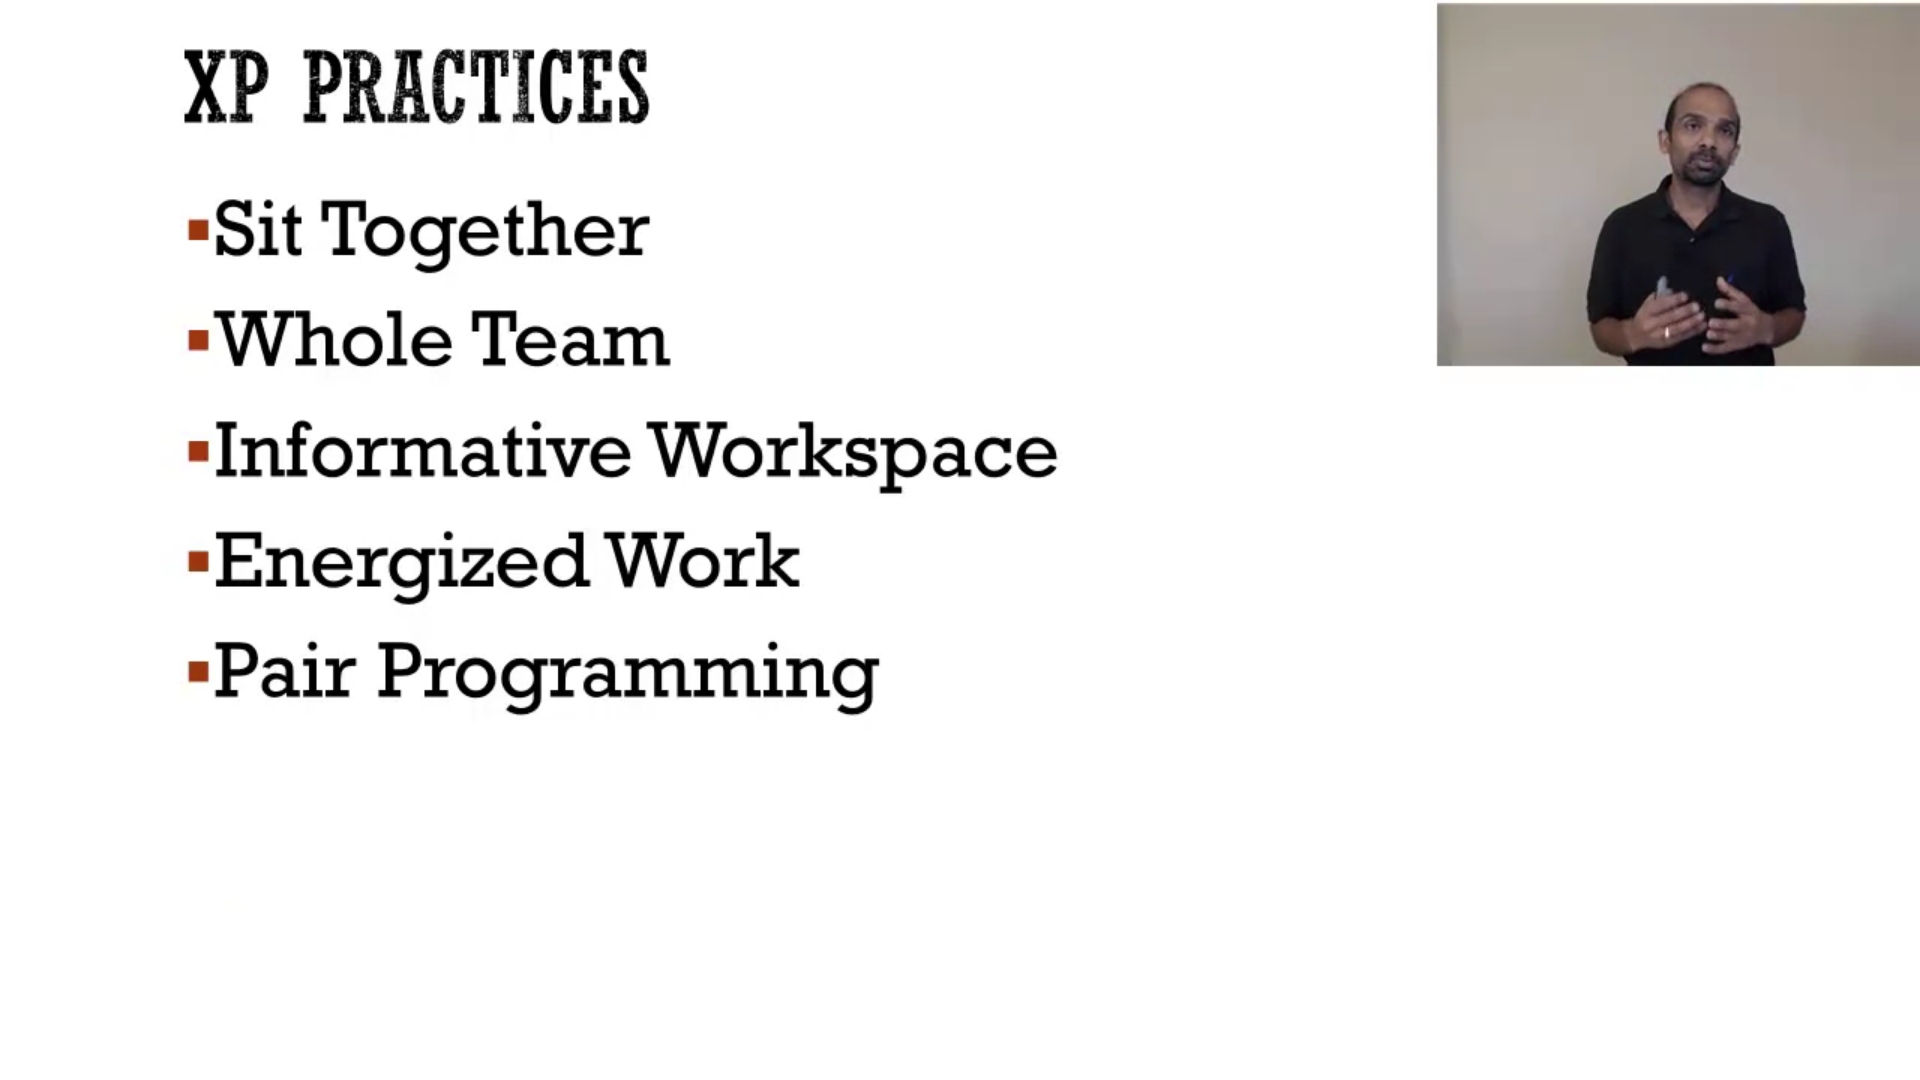 XP PRACTICES
Sit Together
Whole Team
Informative Workspace
Energized Work
Pair Programming